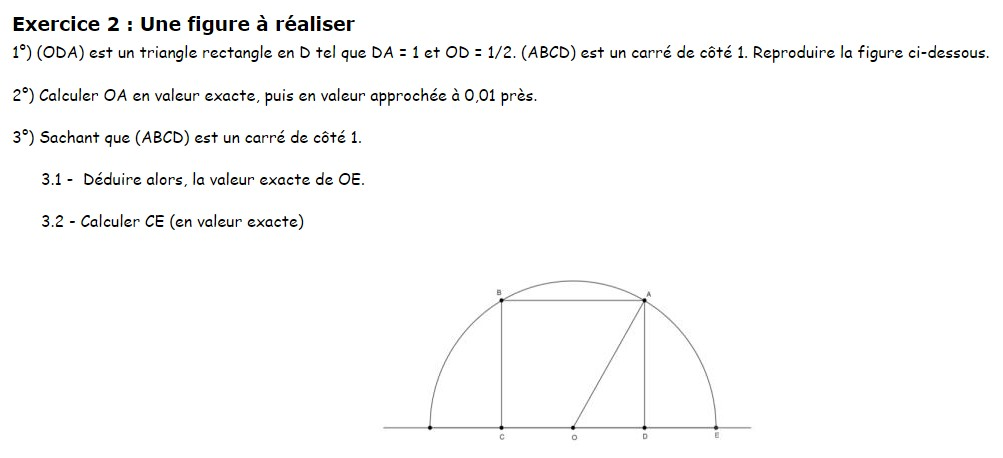 Exercice 2 : Une figure à réaliser
1°) (ODA) est un triangle rectangle en D tel que DA = 1 et OD = 1/2. (ABCD) est un carré de côté 1. Reproduire la figure ci-dessous.
2°) Calculer OA en valeur exacte, puis en valeur approchée à 0,01 près.
3°) Sachant que (ABCD) est un carré de côté 1.
3.1 - Déduire alors, la valeur exacte de OE.
3.2 - Calculer CE (en valeur exacte)
B A
C O D E